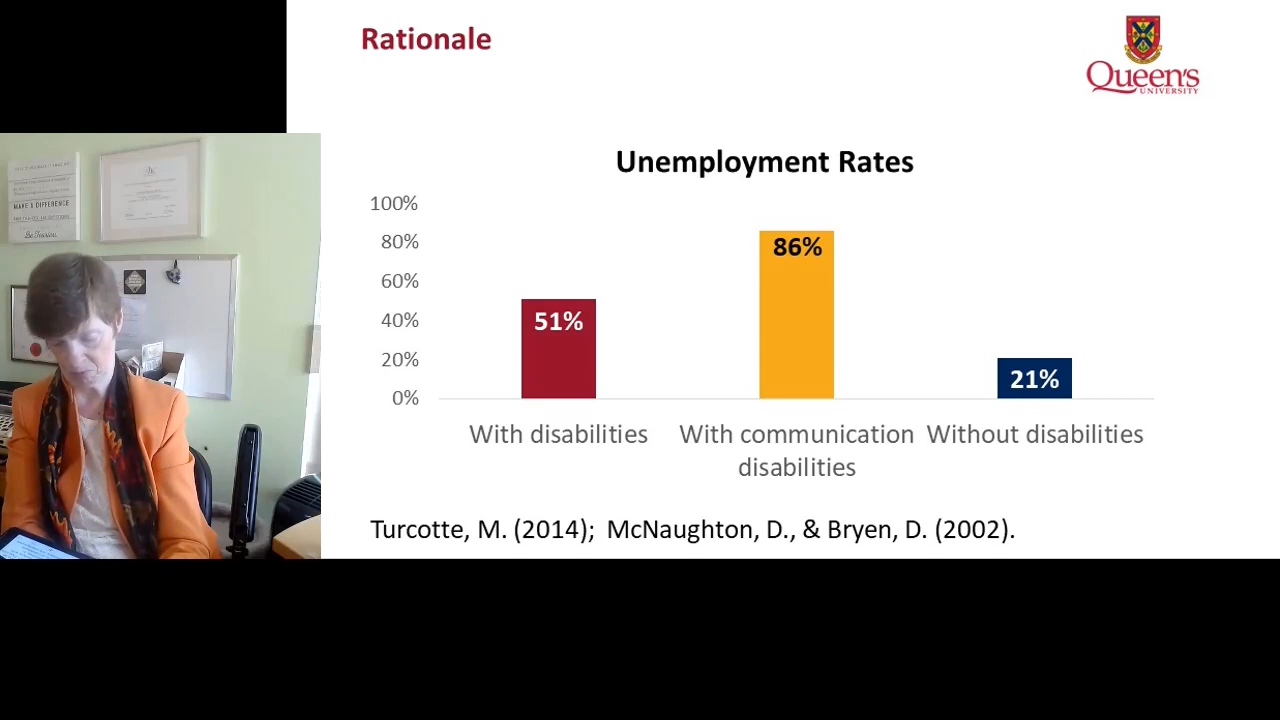 Rationale
Queen's
UNIVERSITY
MAKE A DIFFERENCE
Unemployment Rates
100%
80%
60%
40%
20%
0%
51%
86%
21%
With disabilities
With communication
disabilities
Without disabilities
Turcotte, M. (2014);  McNaughton, D., & Bryen, D. (2002).